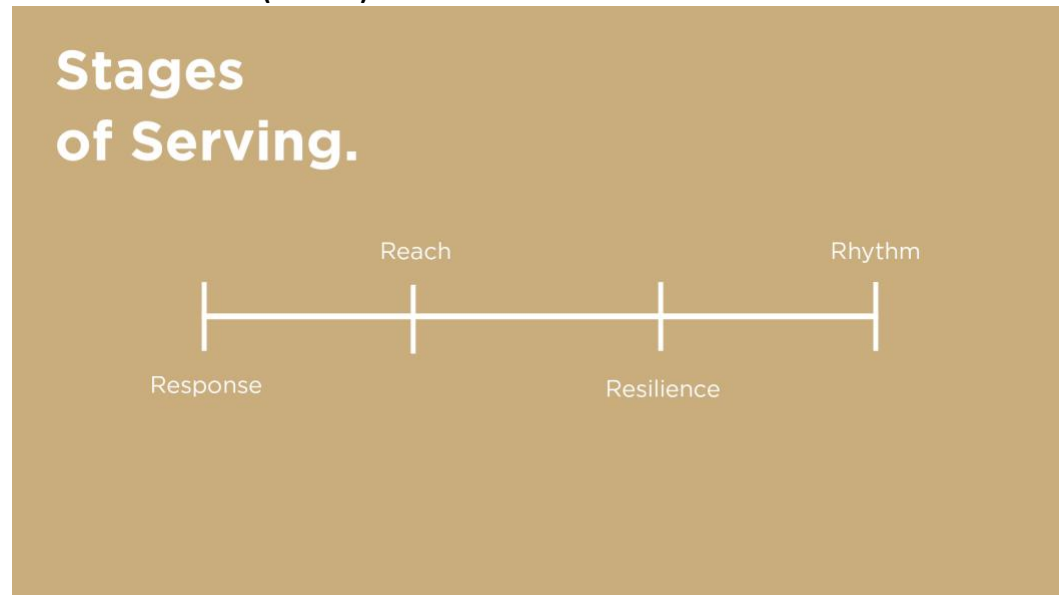 Stages
of Serving.
Reach
Rhythm
Response
Resilience